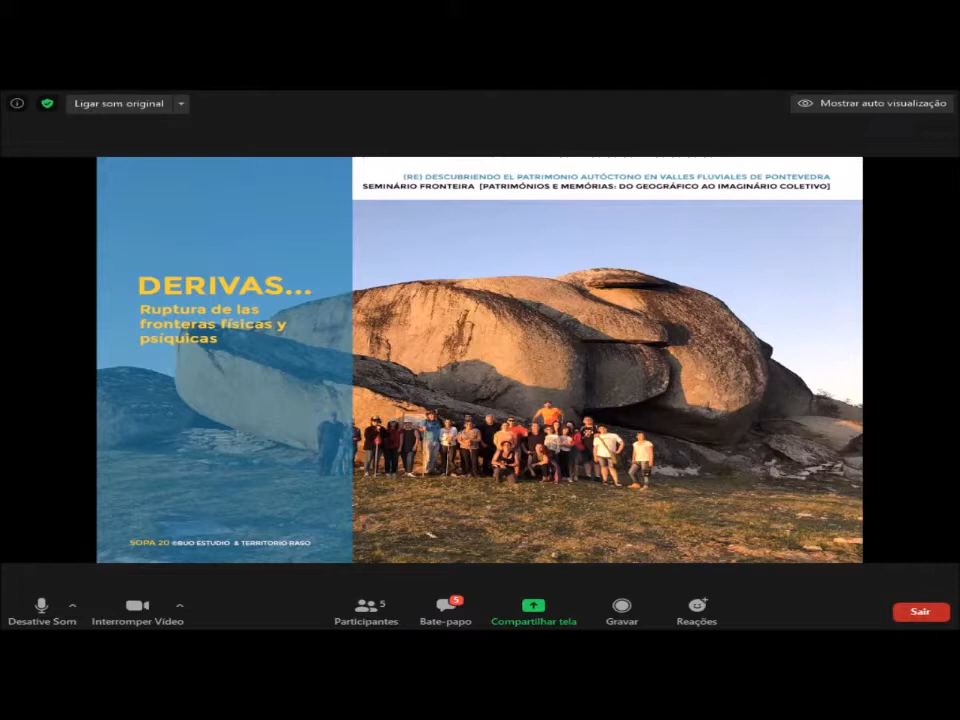 Ligar som original
Mostrar auto visualização
(RE) DESCUBRIENDO EL PATRIMONIO AUTÓCTONO EN VALLES FLUVIALES DE PONTEVEDRA
SEMINÁRIO FRONTEIRA [PATRIMÓNIOS E MEMÓRIAS: DO GEOGRÁFICO AO IMAGINÁRIO COLETIVO]
DERIVAS...
Ruptura de las
fronteras físicas y
psíquicas
SOPA 20 ©BUO ESTUDIO & TERRITORIO RASO
5
5
Desative Som
Interromper Vídeo
Participantes
Bate-papo
Compartilhar tela
Gravar
Reações
Sair